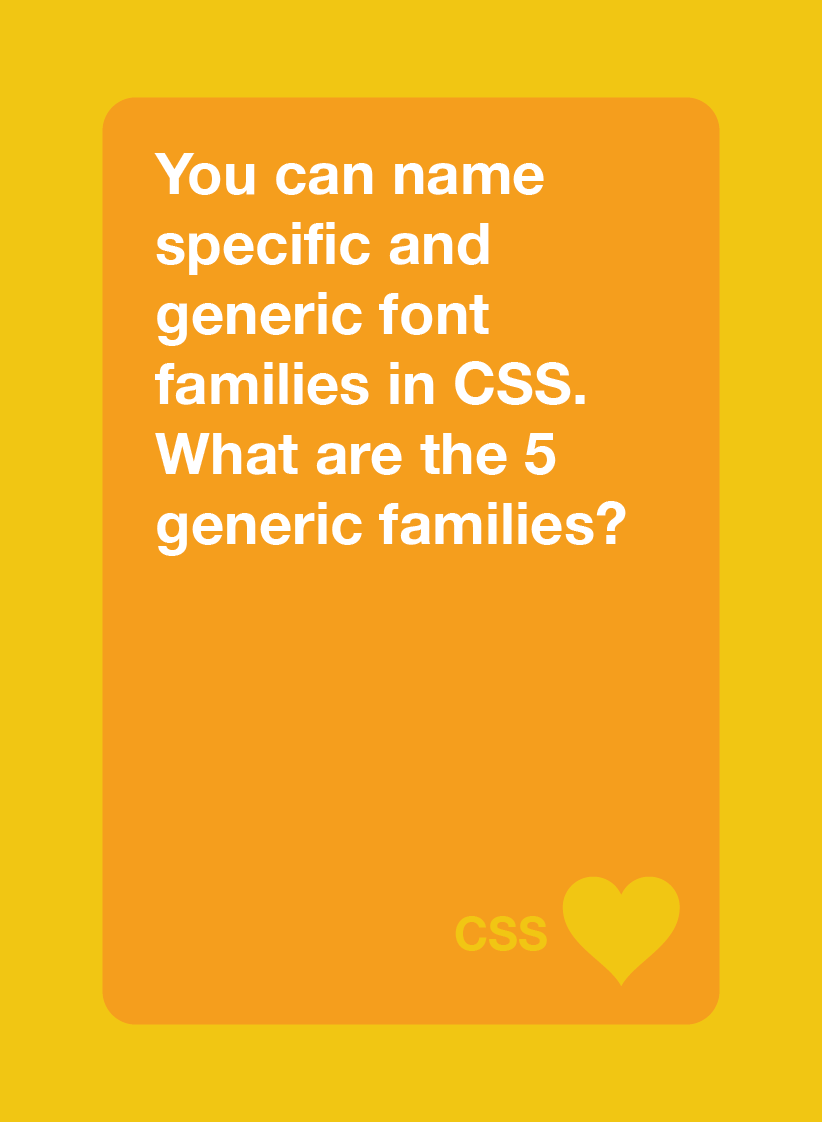 You can name
specific and
generic font
families in CSS.
What are the 5
generic families?
CSS